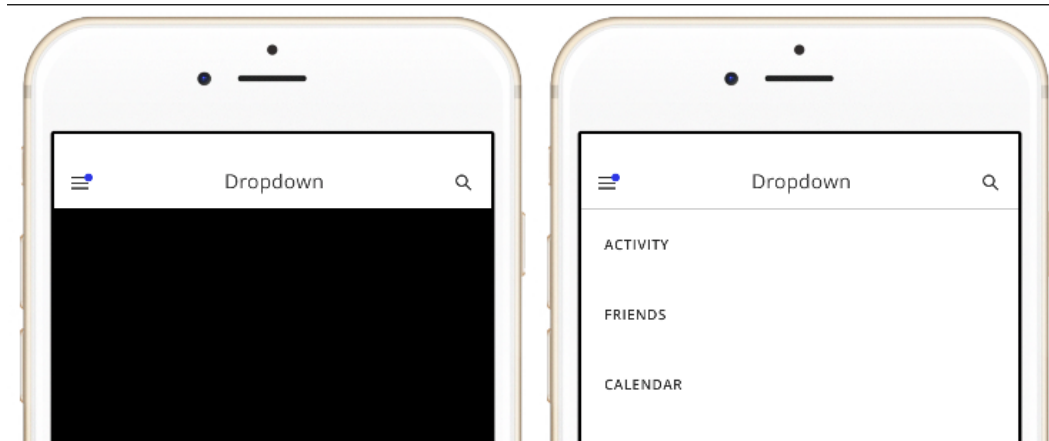 Dropdown
Dropdown
ACTIVITY
FRIENDS
CALENDAR